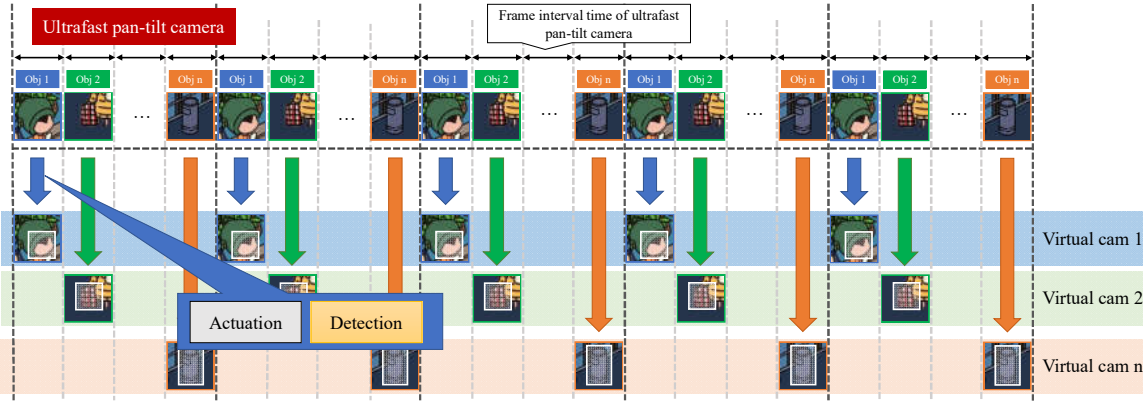 Ultrafast pan-tilt camera
Frame interval time of ultrafast
pan-tilt camera
Obj 1 Obj 2 Obj n Obj 1 Obj 2 Obj n Obj 1 Obj 2 Obj n Obj 1 Obj 2 Obj n Obj 1 Obj 2 Obj n
... ... ... ... ...
Virtual cam 1
Virtual cam 2
Actuation Detection
Virtual cam n